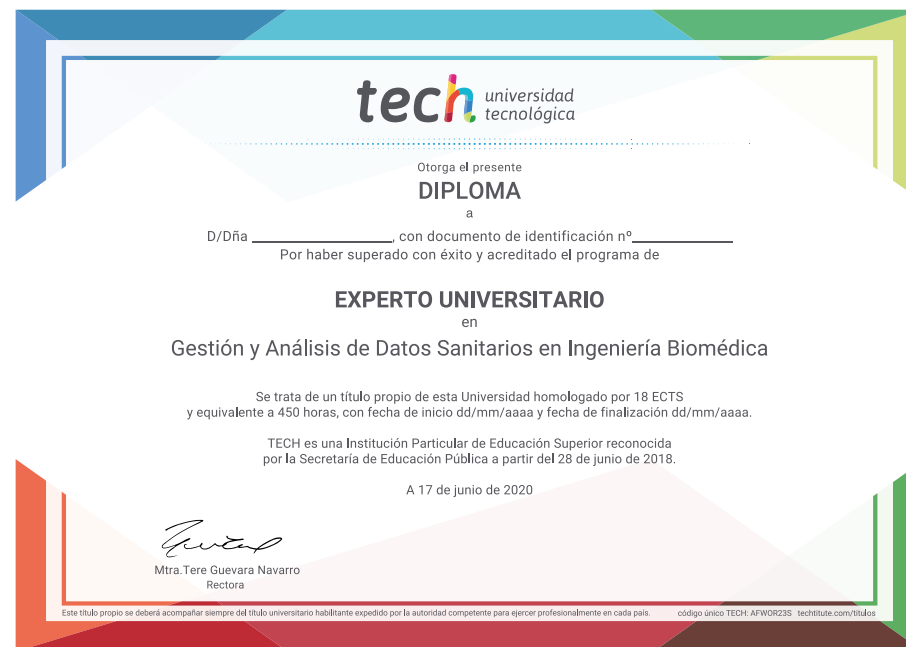 tech universidad
tecnológica
Otorga el presente
DIPLOMA
a
D/Dña ________________, con documento de identificación nº____________
Por haber superado con éxito y acreditado el programa de
EXPERTO UNIVERSITARIO
en
Gestión y Análisis de Datos Sanitarios en Ingeniería Biomédica
Se trata de un título propio de esta Universidad homologado por 18 ECTS
y equivalente a 450 horas, con fecha de inicio dd/mm/aaaa y fecha de finalización dd/mm/aaaa.
TECH es una Institución Particular de Educación Superior reconocida
por la Secretaría de Educación Pública a partir del 28 de junio de 2018.
A 17 de junio de 2020
Mtra.Tere Guevara Navarro
Rectora
Este título propio se deberá acompañar siempre del título universitario habilitante expedido por la autoridad competente para ejercer profesionalmente en cada país. código único TECH: AFWOR23S techtitute.com/titulos